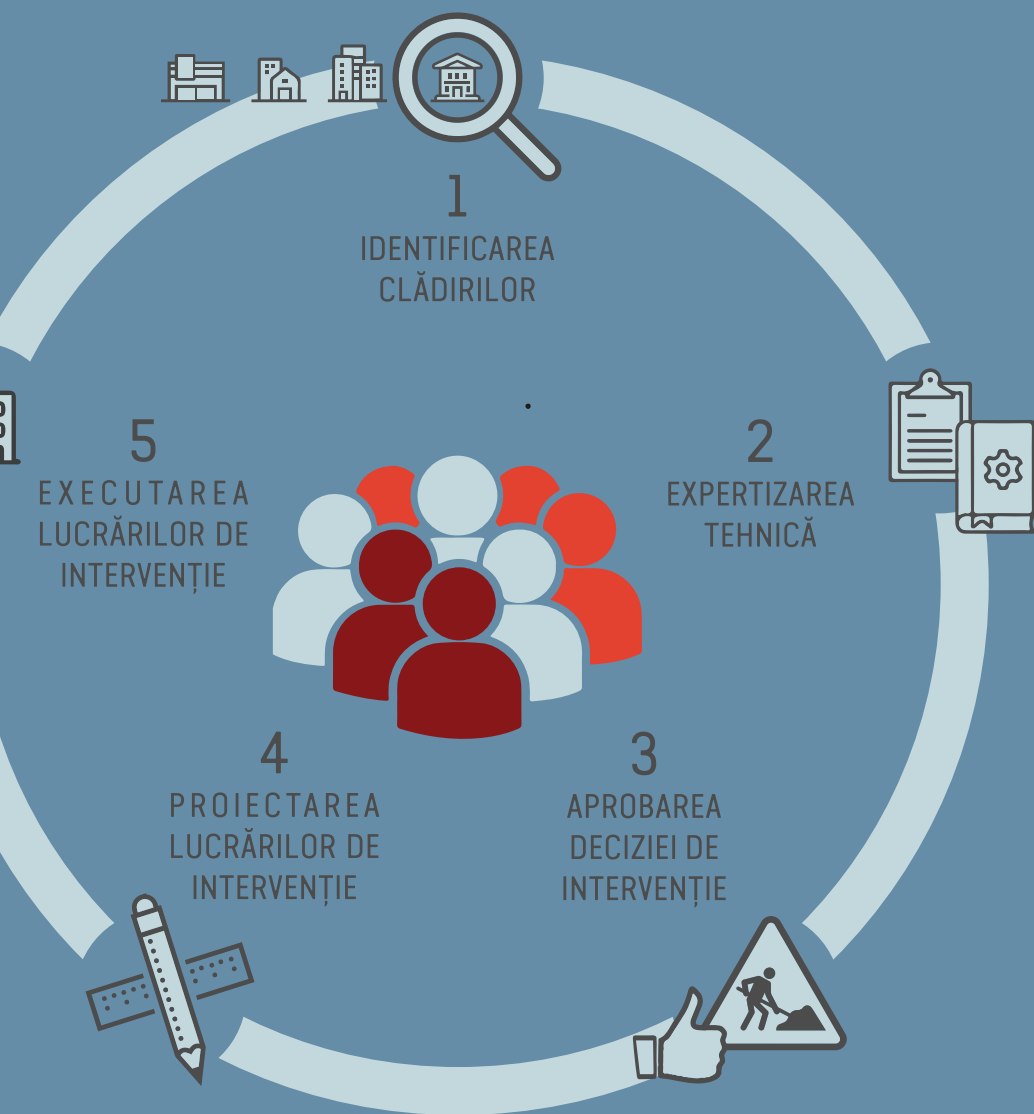 1
IDENTIFICAREA
CLĂDIRILOR
2
EXPERTIZAREA
TEHNICĂ
3
APROBAREA
DECIZIEI DE
INTERVENȚIE
4
PROIECTAREA
LUCRĂRILOR DE
INTERVENȚIE
5
EXECUTAREA
LUCRĂRILOR DE
INTERVENȚIE